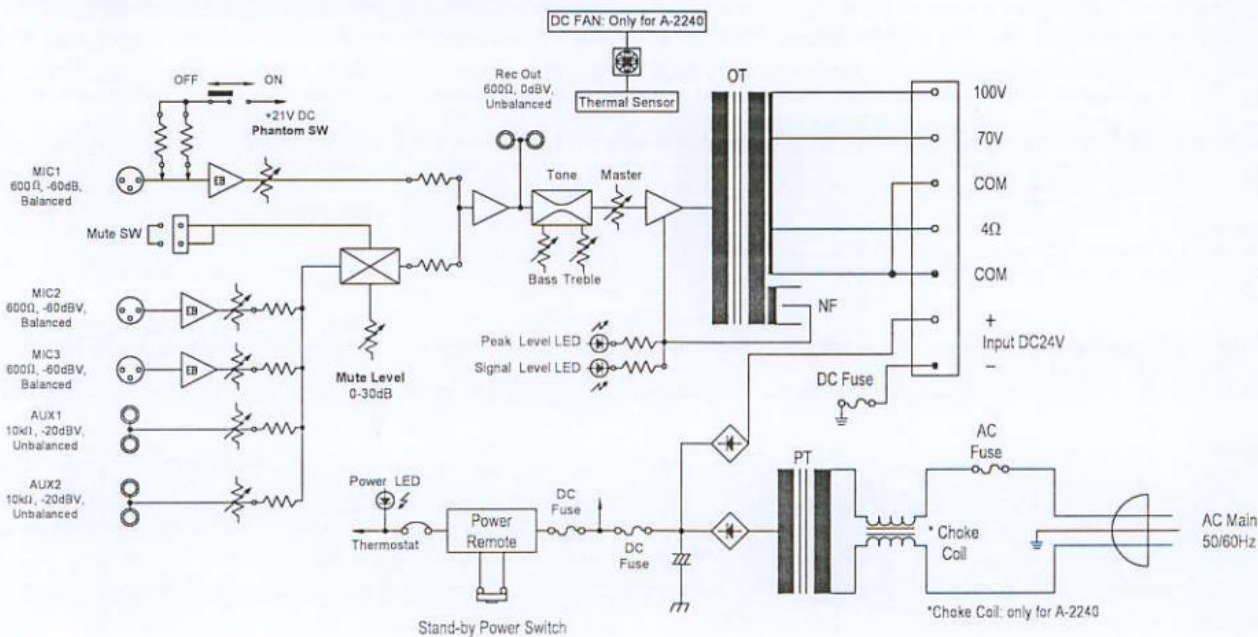 DC FAN: Only for A-2240
Thermal Sensor
Rec Out
600Ω, 0dBV,
Unbalanced
OFF
ON
+21V DC
Phantom SW
MIC1
600Ω, -60dB,
Balanced
EB
Mute SW
MIC2
600Ω, -60dBV,
Balanced
EB
MIC3
600Ω, -60dBV,
Balanced
EB
AUX1
10kΩ, -20dBV,
Unbalanced
AUX2
10kΩ, -20dBV,
Unbalanced
Mute Level
0-30dB
Tone
Master
Bass Treble
Peak Level LED
Signal Level LED
OT
NF
100V
70V
COM
4Ω
COM
+
Input DC24V
−
DC Fuse
AC
Fuse
PT
* Choke
Coil
AC Main
50/60Hz
*Choke Coil: only for A-2240
Power LED
Thermostat
Power
Remote
DC
Fuse
DC
Fuse
Stand-by Power Switch